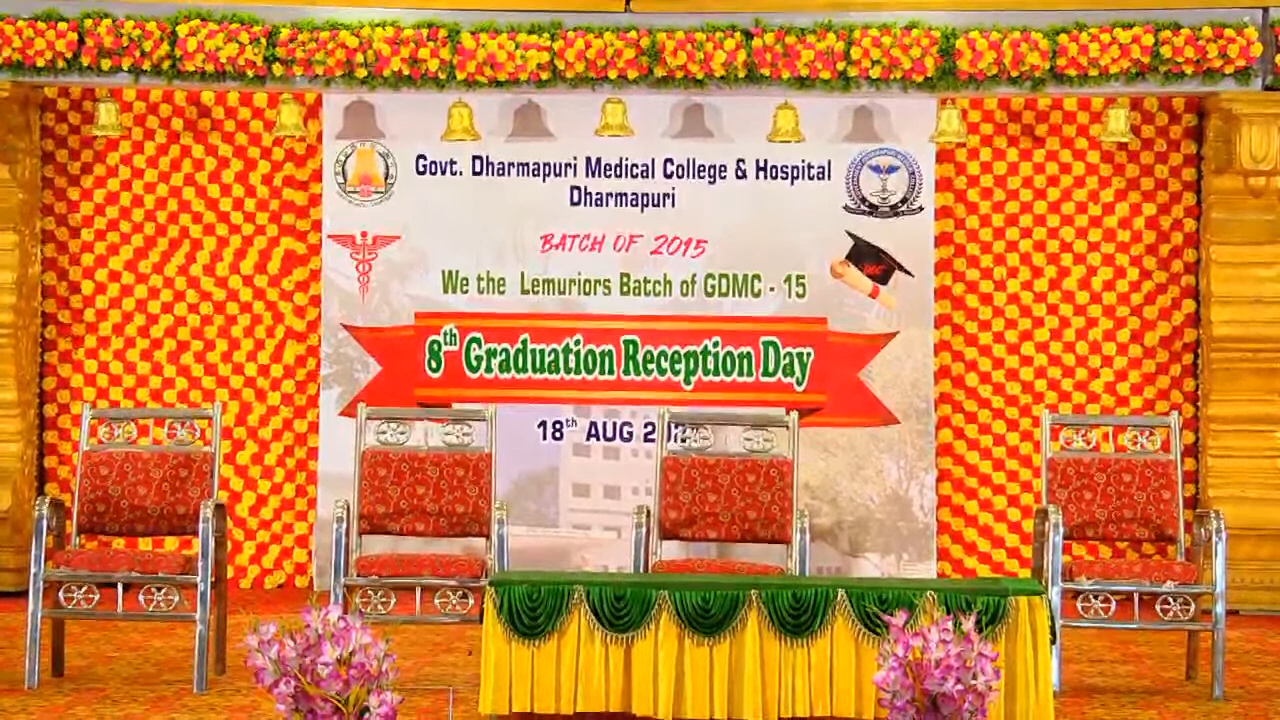 Govt. Dharmapuri Medical College & Hospital
Dharmapuri
BATCH OF 2015
We the Lemuriors Batch of GDMC - 15
8th Graduation Reception Day
18th AUG